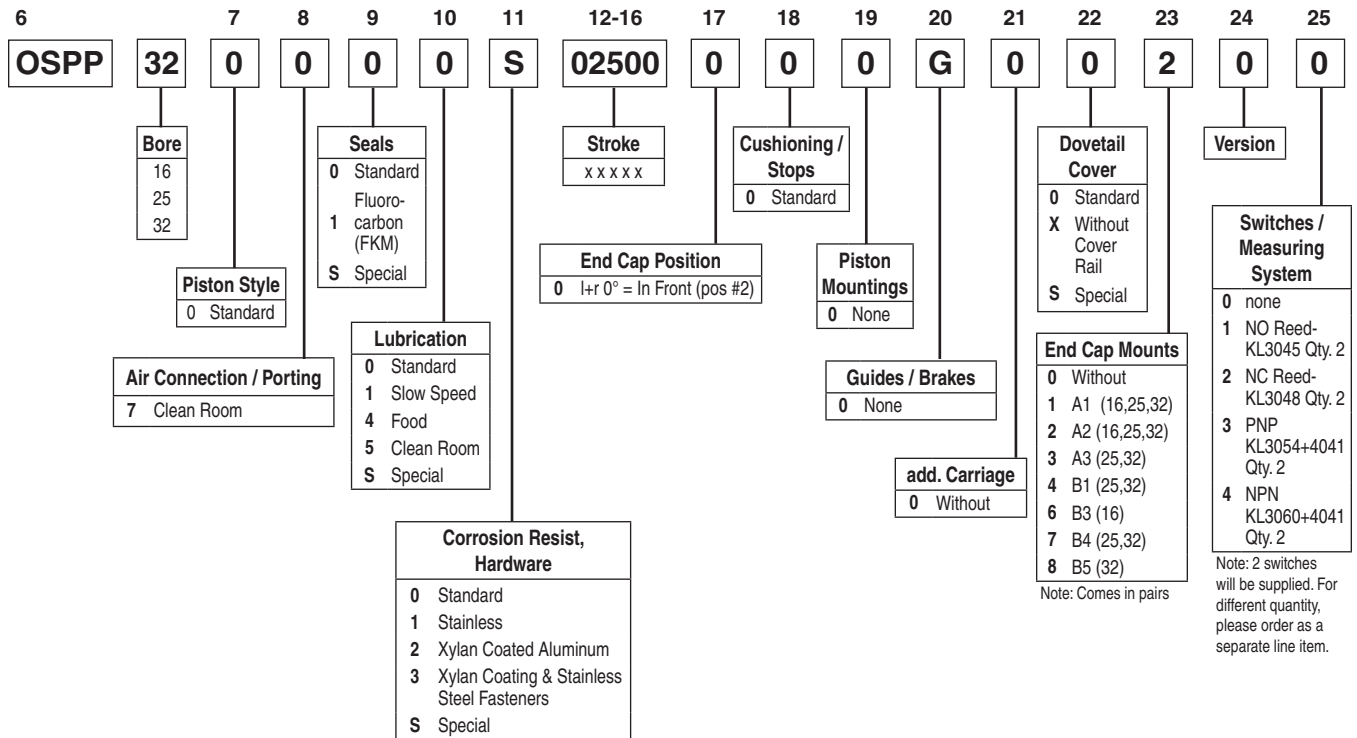 6 7 8 9 10 11 12-16 17 18 19 20 21 22 23 24 25
OSPP 32 0 0 0 0 S 02500 0 0 0 G 0 0 2 0 0
Bore
16
25
32
Piston Style
0 Standard
Air Connection / Porting
7 Clean Room
Seals
0 Standard
1 Fluoro-
carbon
(FKM)
S Special
Lubrication
0 Standard
1 Slow Speed
4 Food
5 Clean Room
S Special
Corrosion Resist,
Hardware
0 Standard
1 Stainless
2 Xylan Coated Aluminum
3 Xylan Coating & Stainless
Steel Fasteners
S Special
Stroke
x x x x x
End Cap Position
0 l+r 0° = In Front (pos #2)
Cushioning /
Stops
0 Standard
Piston
Mountings
0 None
Guides / Brakes
0 None
add. Carriage
0 Without
Dovetail
Cover
0 Standard
X Without
Cover
Rail
S Special
End Cap Mounts
0 Without
1 A1 (16,25,32)
2 A2 (16,25,32)
3 A3 (25,32)
4 B1 (25,32)
6 B3 (16)
7 B4 (25,32)
8 B5 (32)
Note: Comes in pairs
Version
Switches /
Measuring
System
0 none
1 NO Reed-
KL3045 Qty. 2
2 NC Reed-
KL3048 Qty. 2
3 PNP
KL3054+4041
Qty. 2
4 NPN
KL3060+4041
Qty. 2
Note: 2 switches
will be supplied. For
different quantity,
please order as a
separate line item.